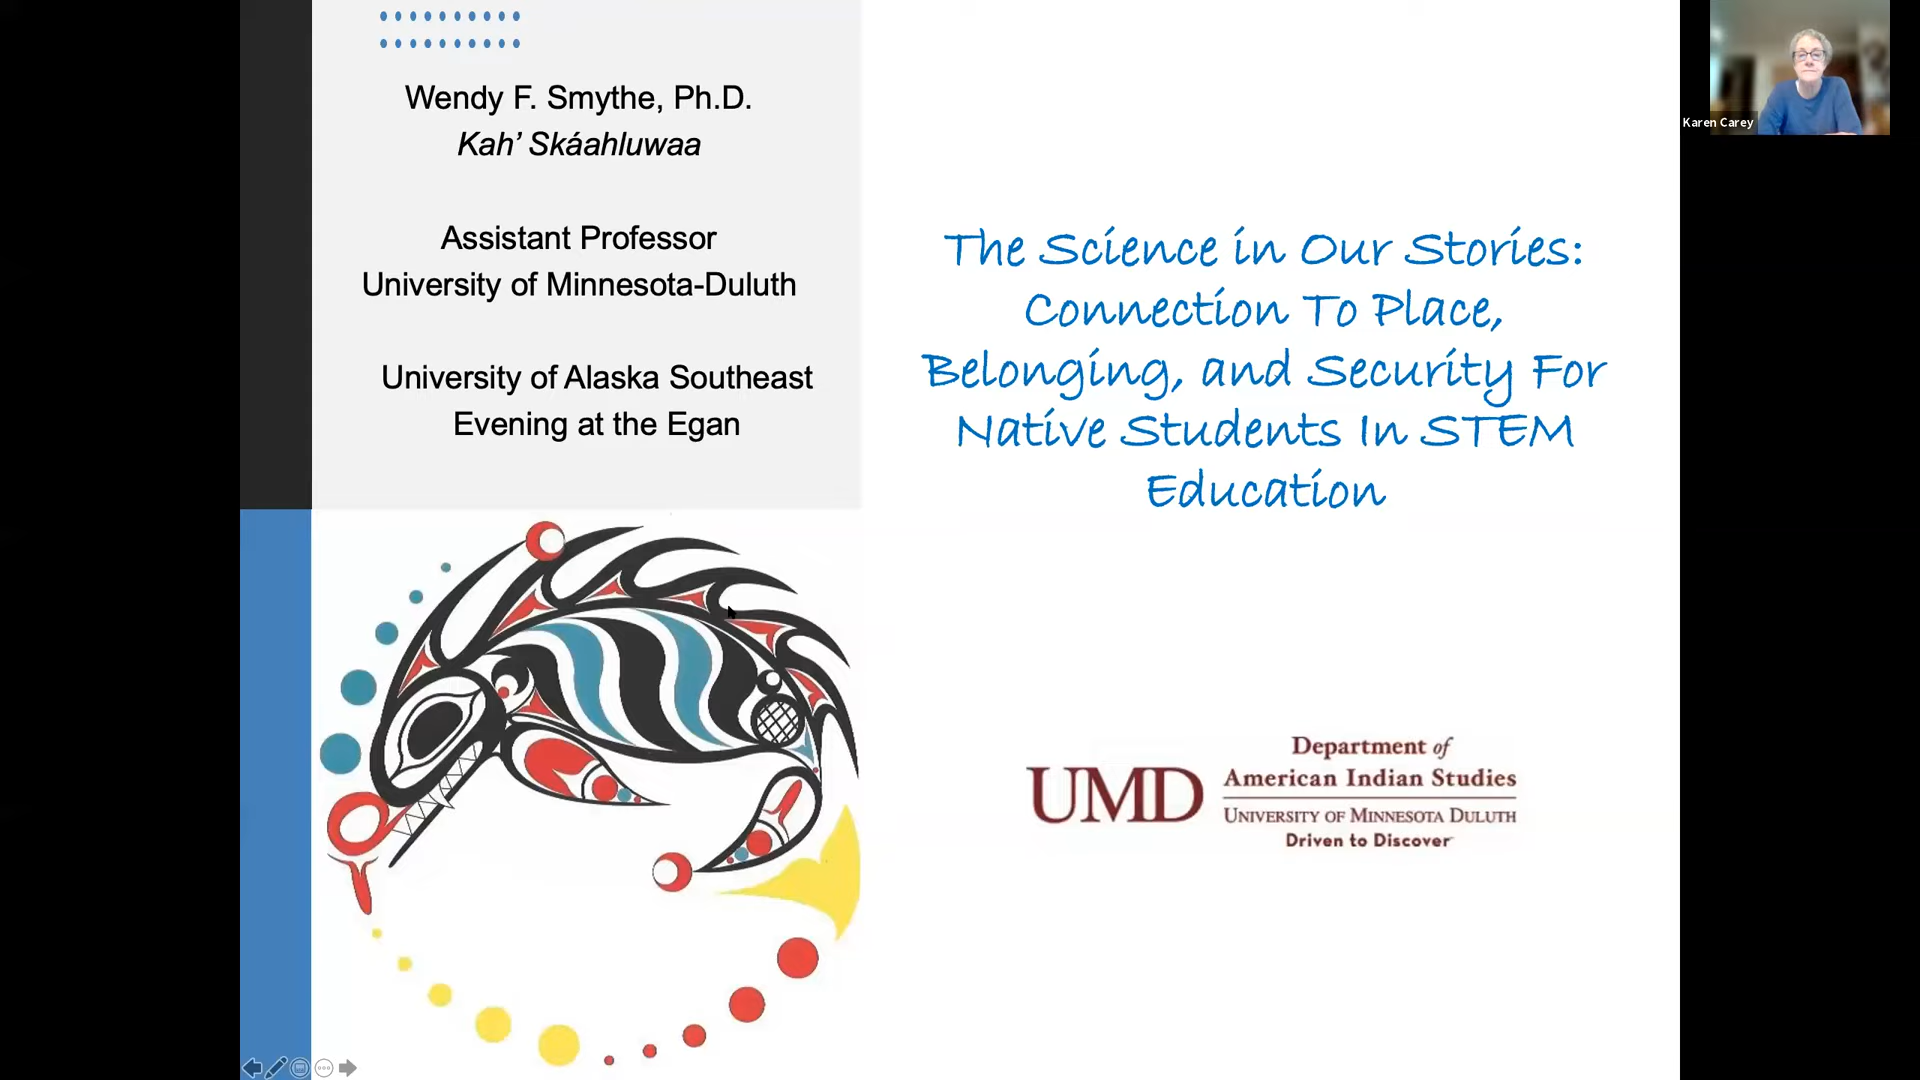 Wendy F. Smythe, Ph.D.
Kah’ Skáahluwaa
Assistant Professor
University of Minnesota-Duluth
University of Alaska Southeast
Evening at the Egan
The Science in Our Stories:
Connection To Place,
Belonging, and Security For
Native Students In STEM
Education
UMD
Department of
American Indian Studies
University of Minnesota Duluth
Driven to Discover
Karen Carey